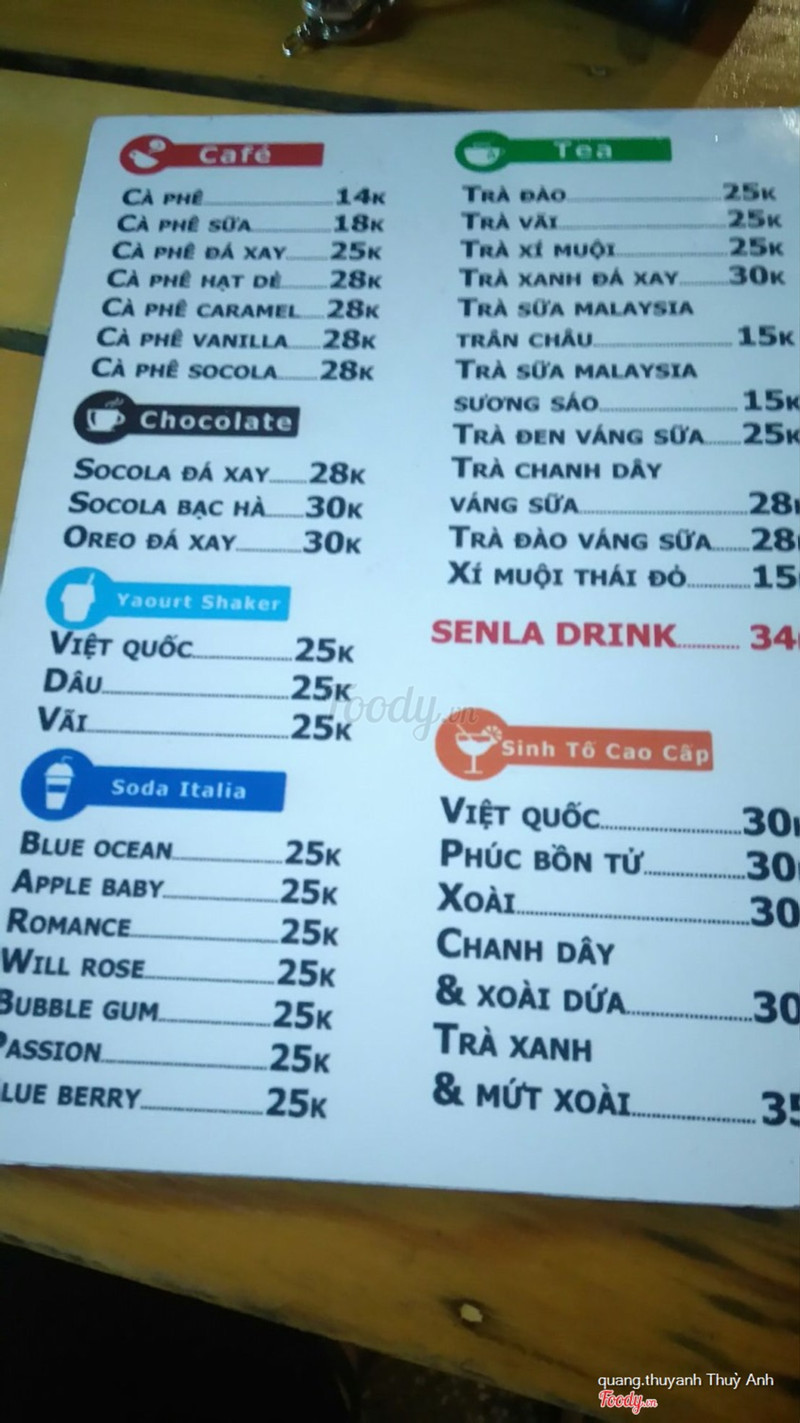 Café
CÀ PHÊ 14K
CÀ PHÊ SỮA 18K
CÀ PHÊ ĐÁ XAY 25K
CÀ PHÊ HẠT DẺ 28K
CÀ PHÊ CARAMEL 28K
CÀ PHÊ VANILLA 28K
CÀ PHÊ SOCOLA 28K
Chocolate
SOCOLA ĐÁ XAY 28K
SOCOLA BẠC HÀ 30K
OREO ĐÁ XAY 30K
Yaourt Shaker
VIỆT QUỐC 25K
DÂU 25K
VÃI 25K
Soda Italia
BLUE OCEAN 25K
APPLE BABY 25K
ROMANCE 25K
WILL ROSE 25K
BUBBLE GUM 25K
PASSION 25K
LUE BERRY 25K
Tea
TRÀ ĐÀO 25K
TRÀ VÃI 25K
TRÀ XÍ MUỘI 25K
TRÀ XANH ĐÁ XAY 30K
TRÀ SỮA MALAYSIA
TRÂN CHÂU 15K
TRÀ SỮA MALAYSIA
SƯƠNG SÁO 15K
TRÀ ĐEN VÁNG SỮA 25K
TRÀ CHANH DÂY
VÁNG SỮA 28K
TRÀ ĐÀO VÁNG SỮA 28K
XÍ MUỘI THÁI ĐỎ 15
SENLA DRINK 34K
Sinh Tố Cao Cấp
VIỆT QUỐC 30K
PHÚC BỒN TỬ 30K
XOÀI 30
CHANH DÂY
& XOÀI DỨA 30
TRÀ XANH
& MỨT XOÀI 35
foody.vn
quang.thuyanh Thuỳ Anh
Foody.vn